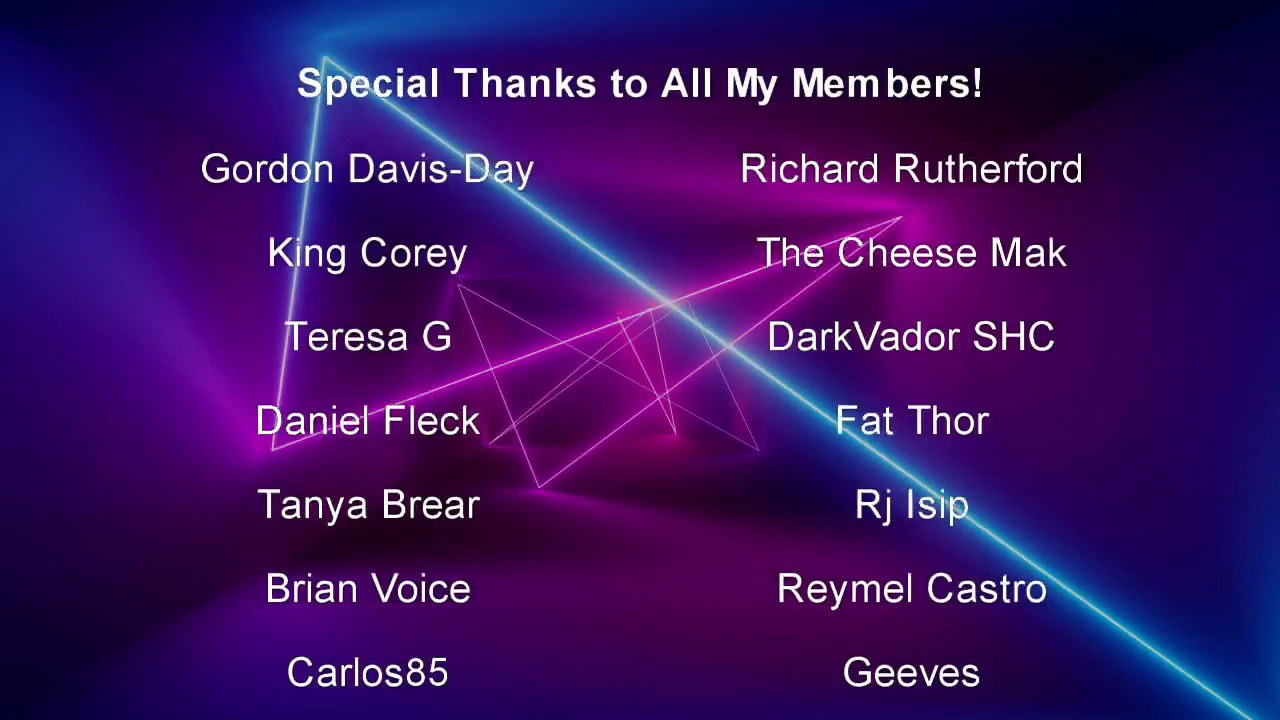 Special Thanks to All My Members!
Gordon Davis-Day
Richard Rutherford
King Corey
The Cheese Mak
Teresa G
DarkVador SHC
Daniel Fleck
Fat Thor
Tanya Brear
Rj Isip
Brian Voice
Reymel Castro
Carlos85
Geeves